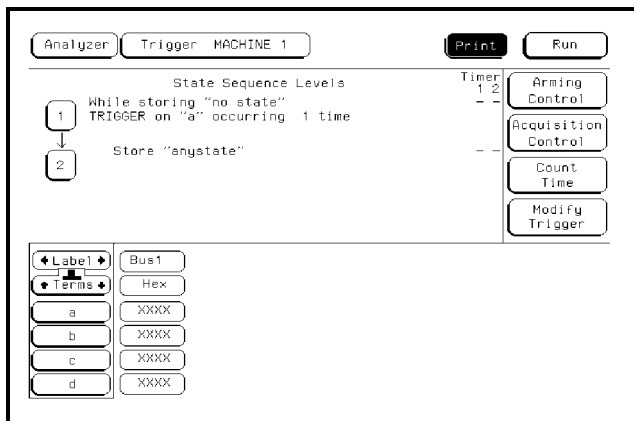 Analyzer Trigger MACHINE 1 Print Run
State Sequence Levels
Timer
1 2
While storing "no state"
1 TRIGGER on "a" occurring 1 time
- -
2 Store "anystate" - -
Arming
Control
Acquisition
Control
Count
Time
Modify
Trigger
Label Bus1
Terms Hex
a XXXX
b XXXX
c XXXX
d XXXX